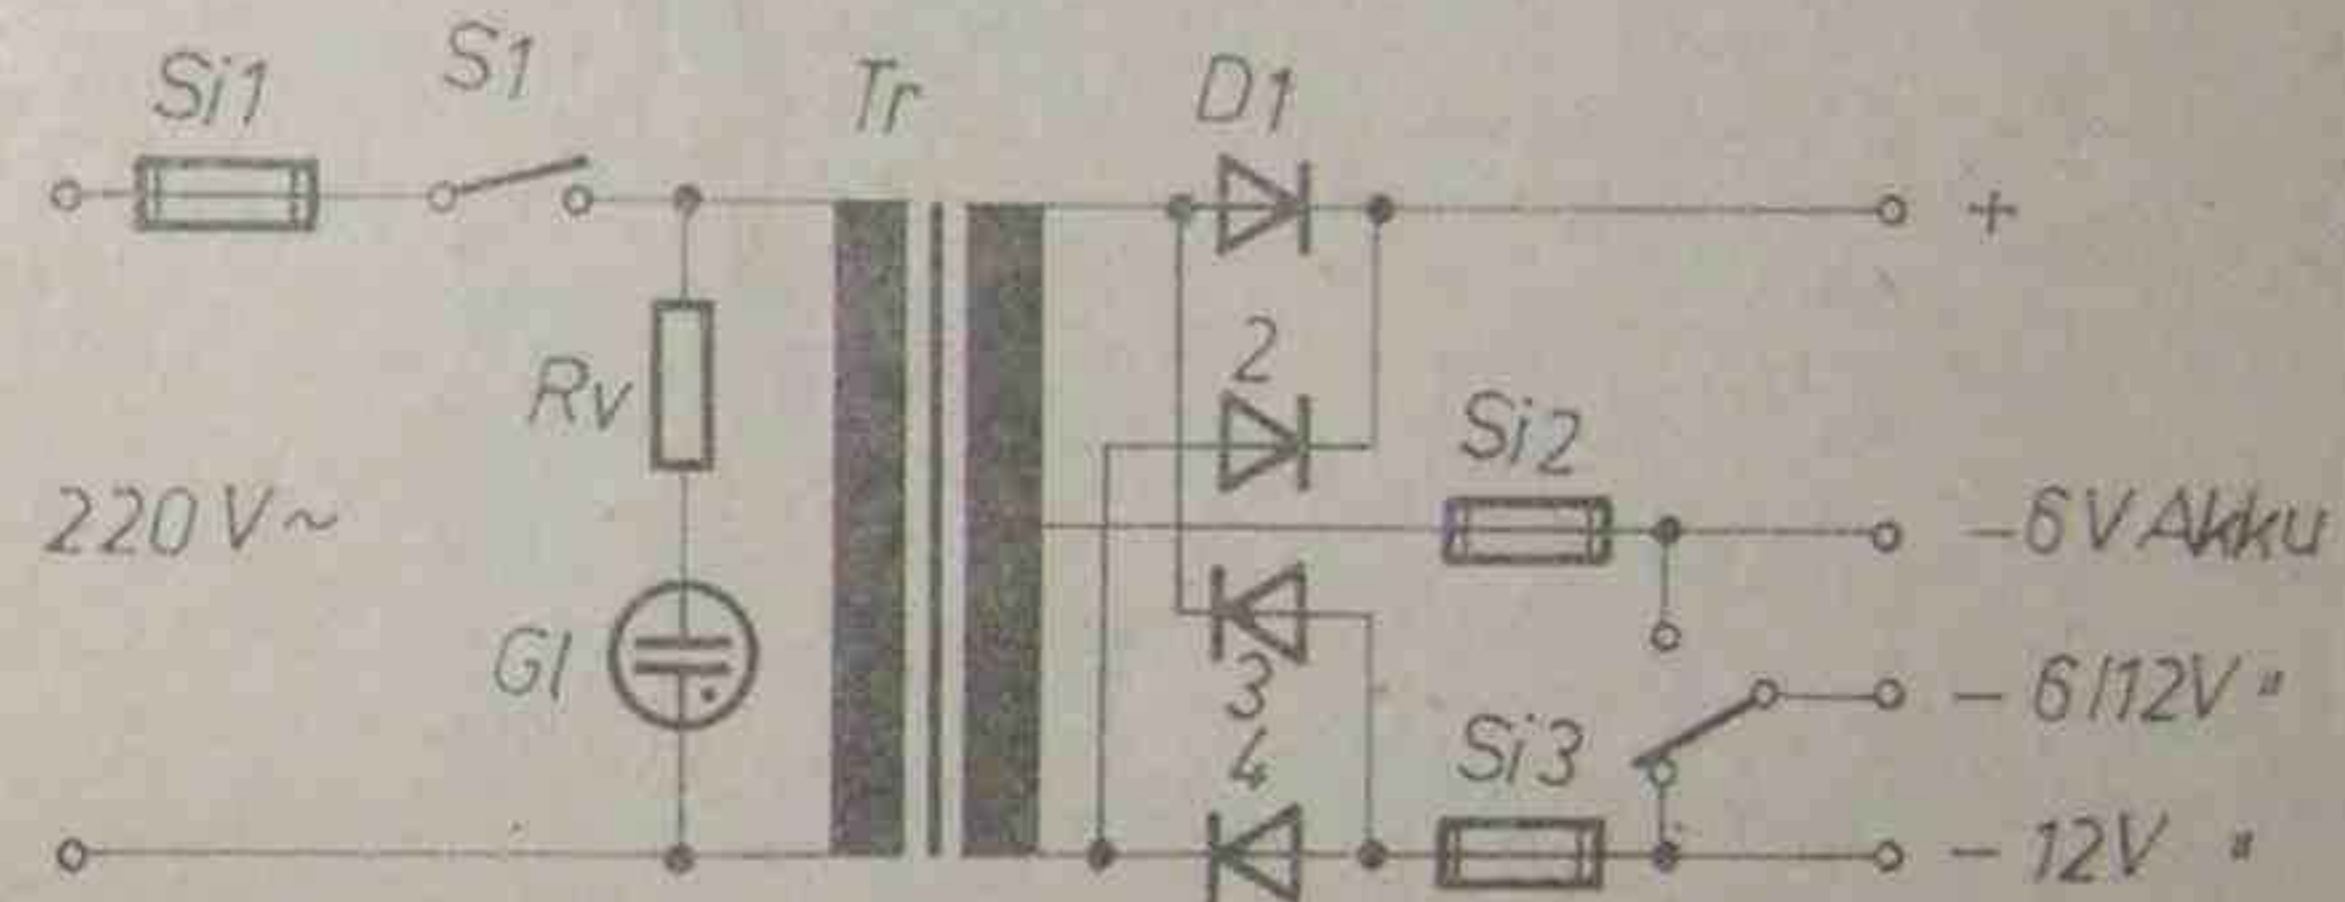 Si1
S1
Tr
D1
+
2
Rv
Si2
220V~
-6V Akku
Gl
3
- 6/12V "
4
Si3
- 12V "